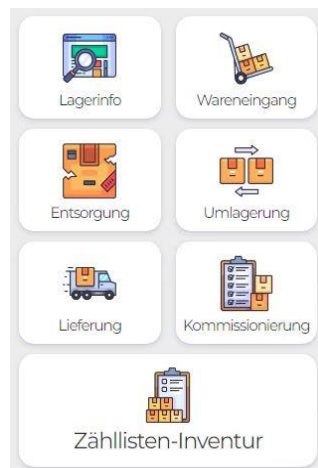 Lagerinfo
Wareneingang
Entsorgung
Umlagerung
Lieferung
Kommissionierung
Zähllisten-Inventur